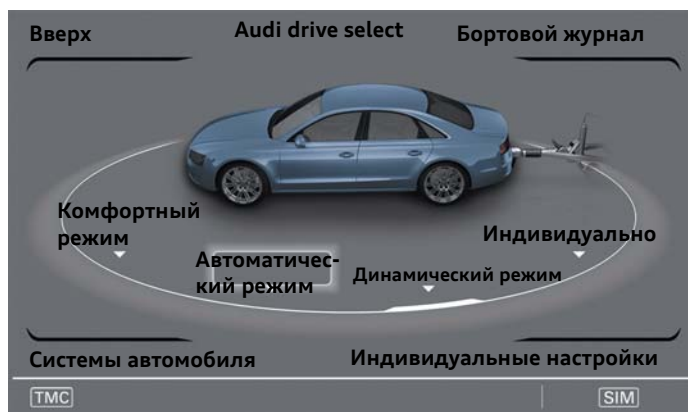 Вверх
Audi drive select
Бортовой журнал
Комфортный
режим
Автоматичес-
кий режим
Динамический режим
Индивидуально
Системы автомобиля
Индивидуальные настройки
TMC
SIM